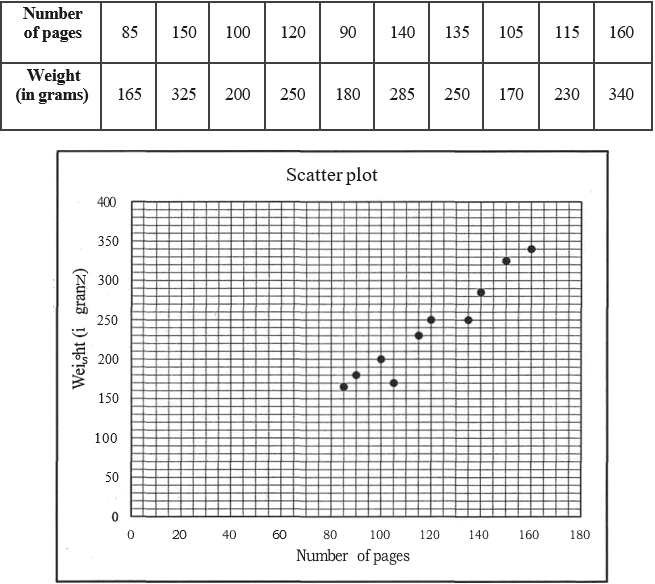 Number of pages 85 150 100 120 90 140 135 105 115 160
Weight (in grams) 165 325 200 250 180 285 250 170 230 340
Scatter plot
400
350
300
250
200
150
100
50
0
Weight (i granz)
0 20 40 60 80 100 120 140 160 180
Number of pages